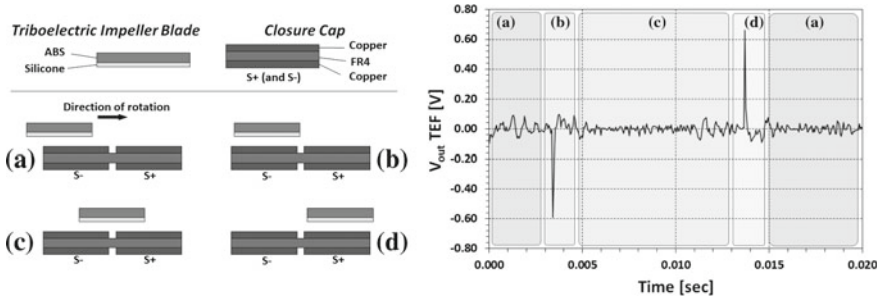 Triboelectric Impeller Blade
Closure Cap
ABS
Silicone
Copper
FR4
Copper
S+ (and S-)
Direction of rotation
(a)
S-
S+
S-
S+
(b)
(c)
S-
S+
S-
S+
(d)
(a)
(b)
(c)
(d)
(a)
V_out TEF [V]
0.80
0.60
0.40
0.20
0.00
-0.20
-0.40
-0.60
-0.80
0.000
0.005
0.010
0.015
0.020
Time [sec]